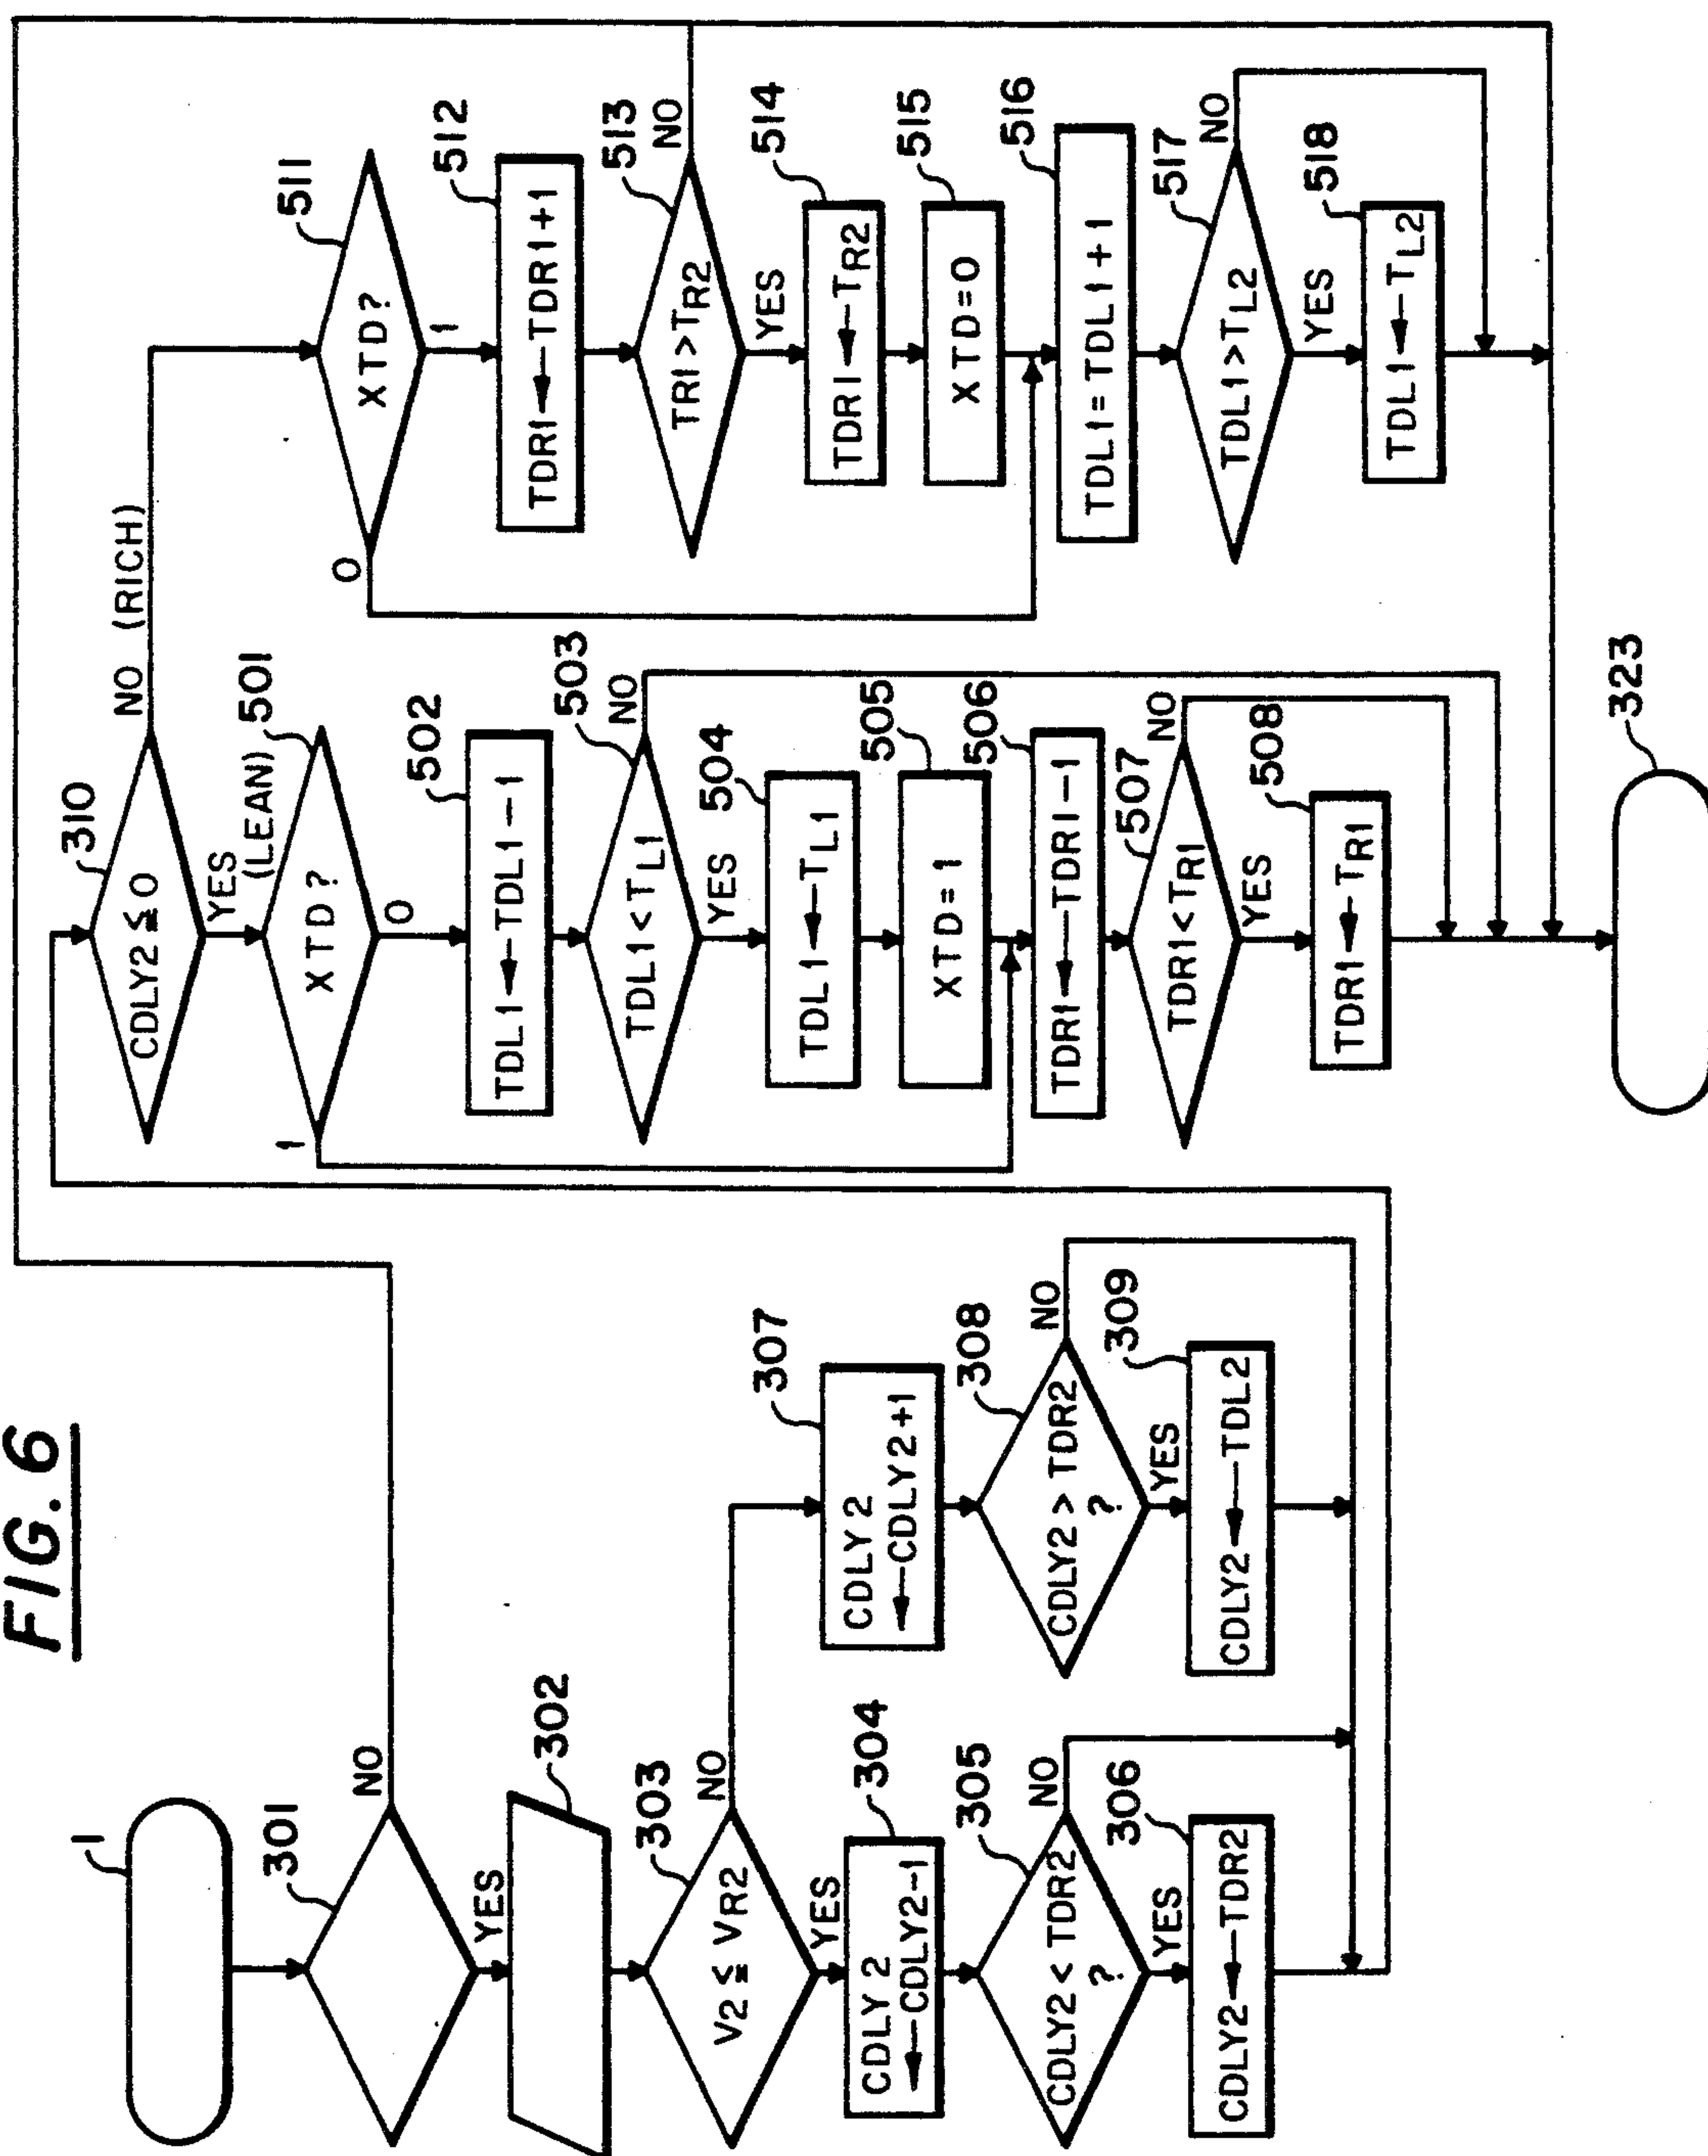 FIG. 6
1
301
NO
YES
302
303
V2 ≦ VR2
NO
YES
304
CDLY 2
←CDLY2-1
305
CDLY2 < TDR2
?
NO
YES
306
CDLY2←TDR2
307
CDLY 2
←CDLY2+1
308
CDLY2 > TDR2
?
NO
YES
309
CDLY2←TDL2
310
CDLY2 ≦ 0
NO (RICH)
YES
(LEAN)
501
XTD?
1
0
502
TDL1←TDL1-1
503
TDL1<TL1
NO
YES
504
TDL1←TL1
505
XTD=1
506
TDR1←TDR1-1
507
TDR1<TR1
NO
YES
508
TDR1←TR1
511
XTD?
0
1
512
TDR1←TDR1+1
513
TR1>TR2
NO
YES
514
TDR1←TR2
515
XTD=0
516
TDL1=TDL1+1
517
TDL1>TL2
NO
YES
518
TDL1←TL2
323